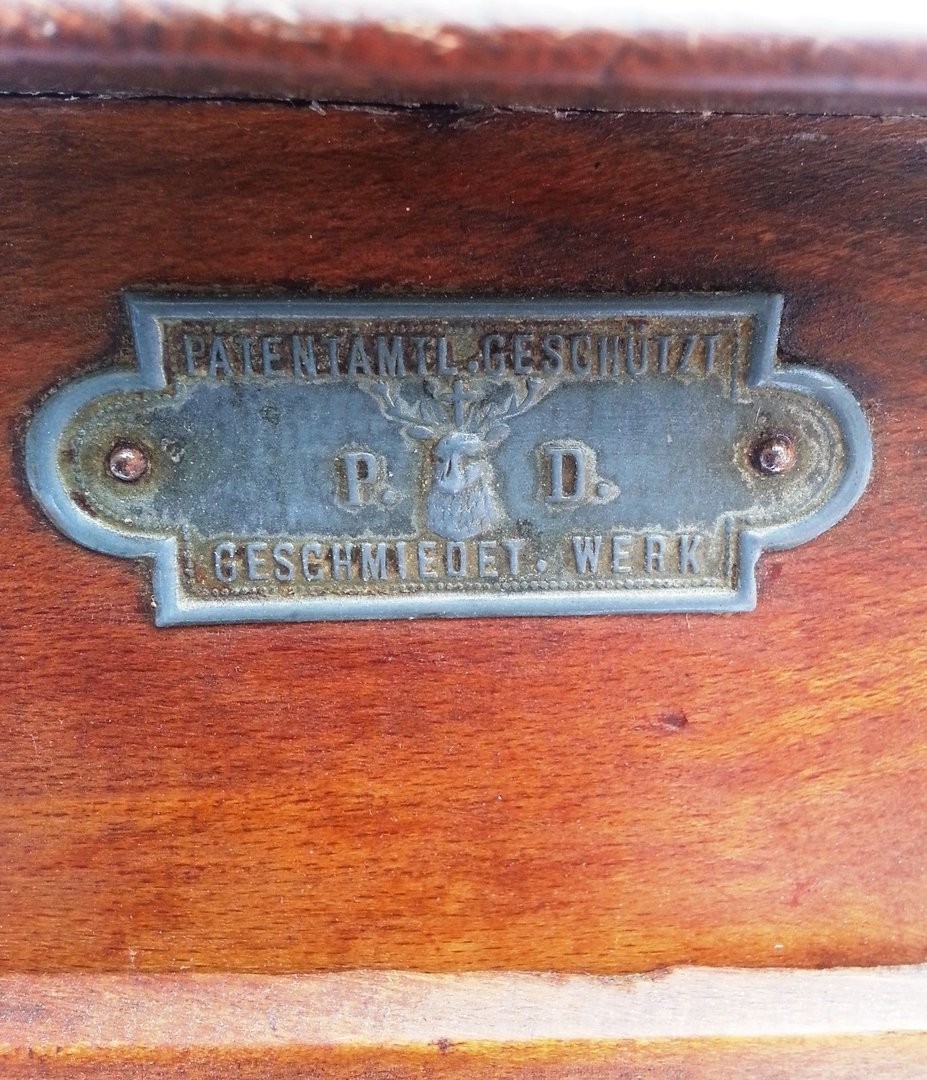 PATENTAMTL.GESCHÜTZT
P. D.
GESCHMIEDET. WERK